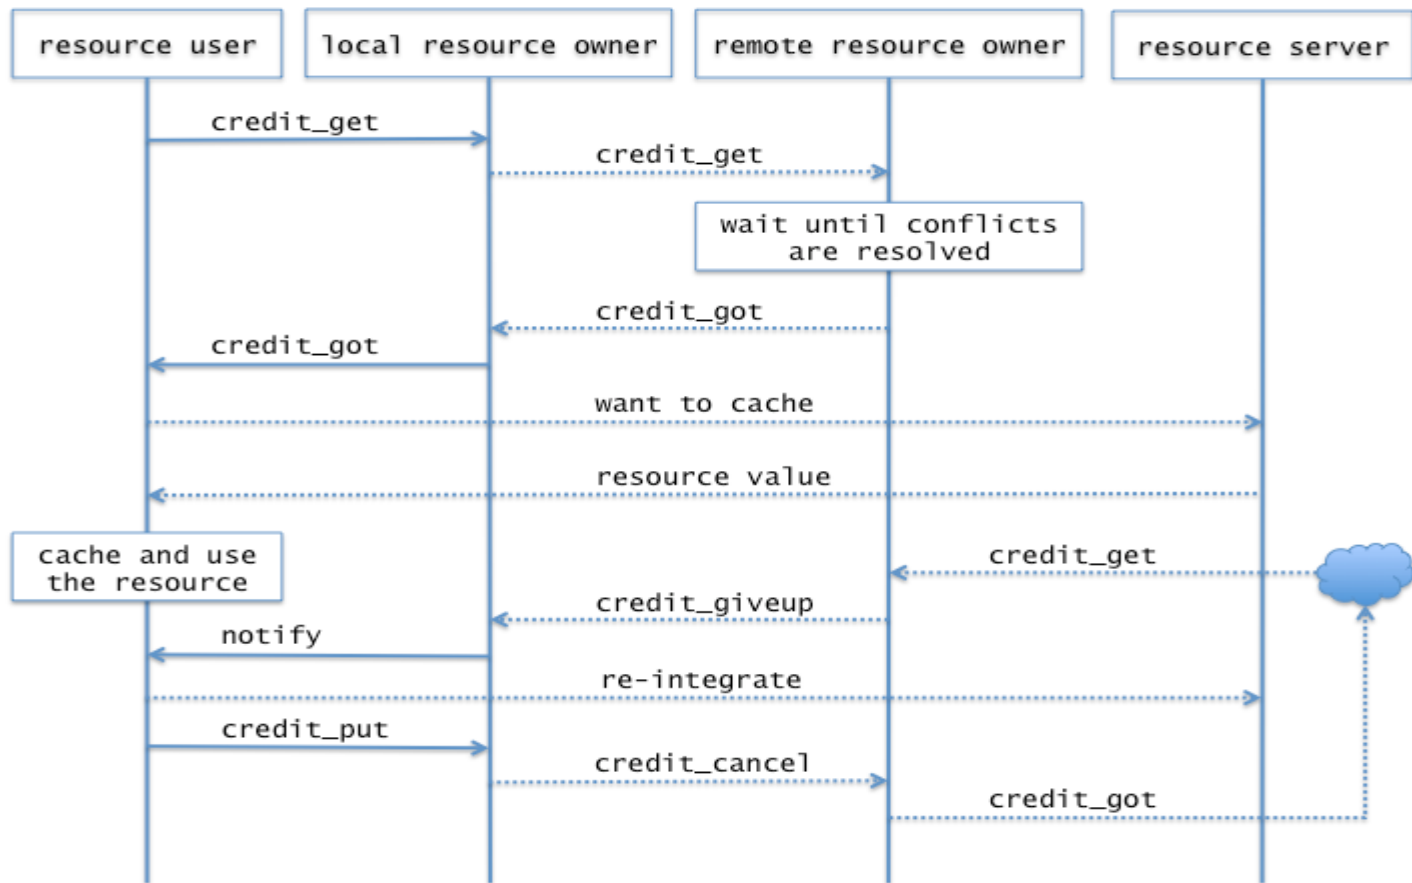 resource user
local resource owner
remote resource owner
resource server
credit_get
credit_get
wait until conflicts
are resolved
credit_got
credit_got
want to cache
resource value
cache and use
the resource
credit_get
credit_giveup
notify
re-integrate
credit_put
credit_cancel
credit_got